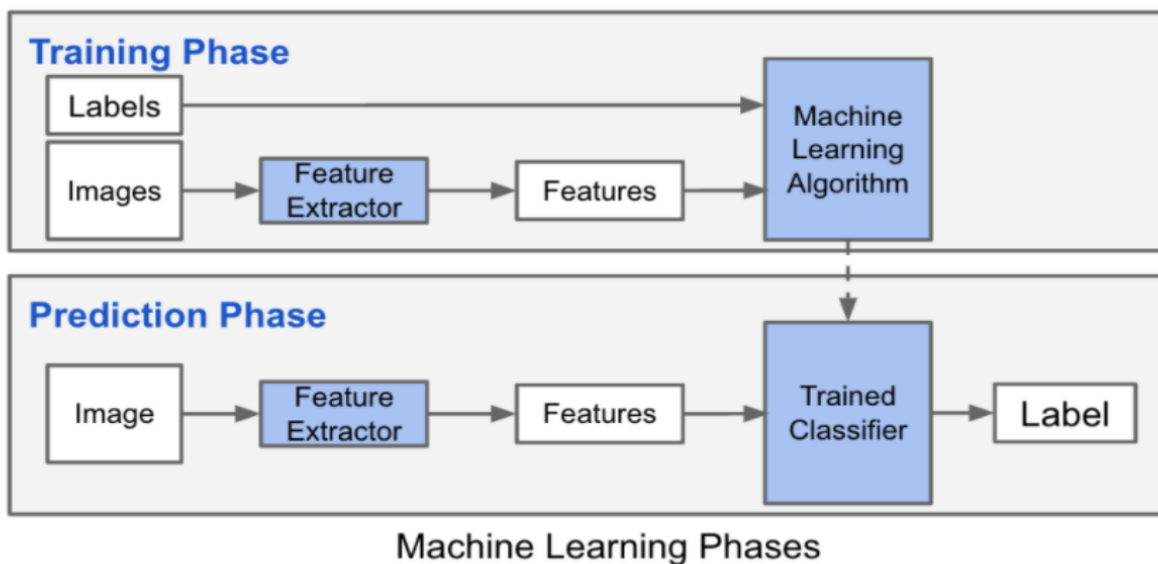 Training Phase
Labels
Machine
Learning
Algorithm
Images
Feature
Extractor
Features
Prediction Phase
Image
Feature
Extractor
Features
Trained
Classifier
Label
Machine Learning Phases